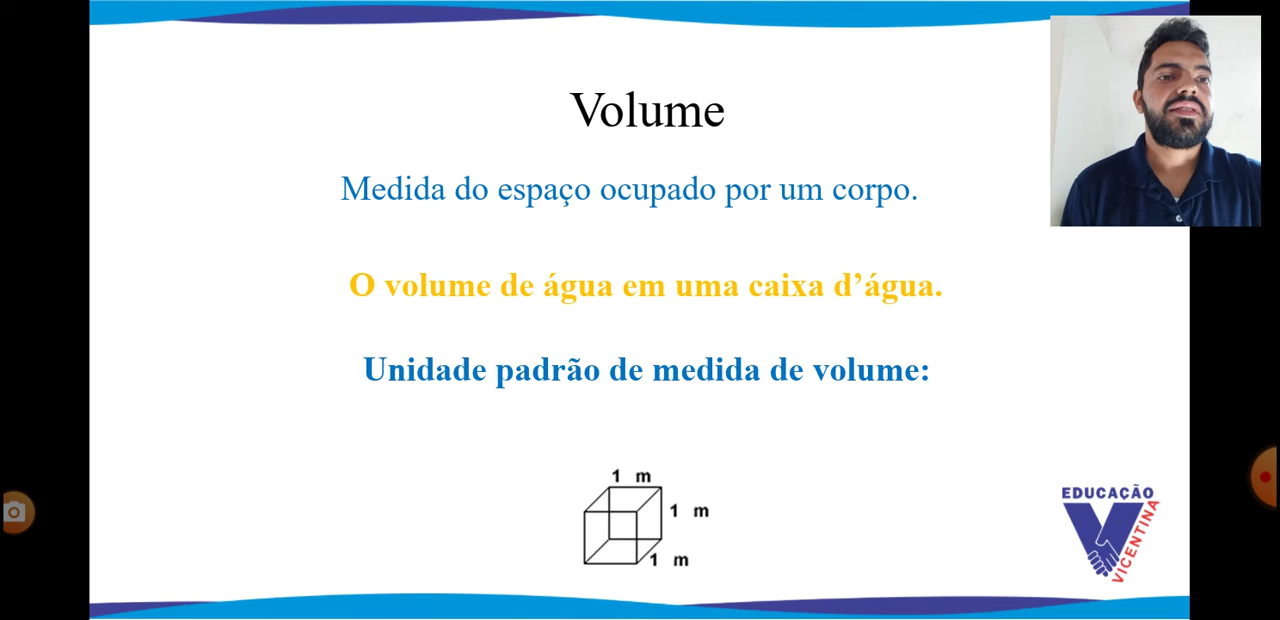 Volume
Medida do espaço ocupado por um corpo.
O volume de água em uma caixa d’água.
Unidade padrão de medida de volume:
1 m
1 m
1 m
EDUCAÇÃO
VICENTINA